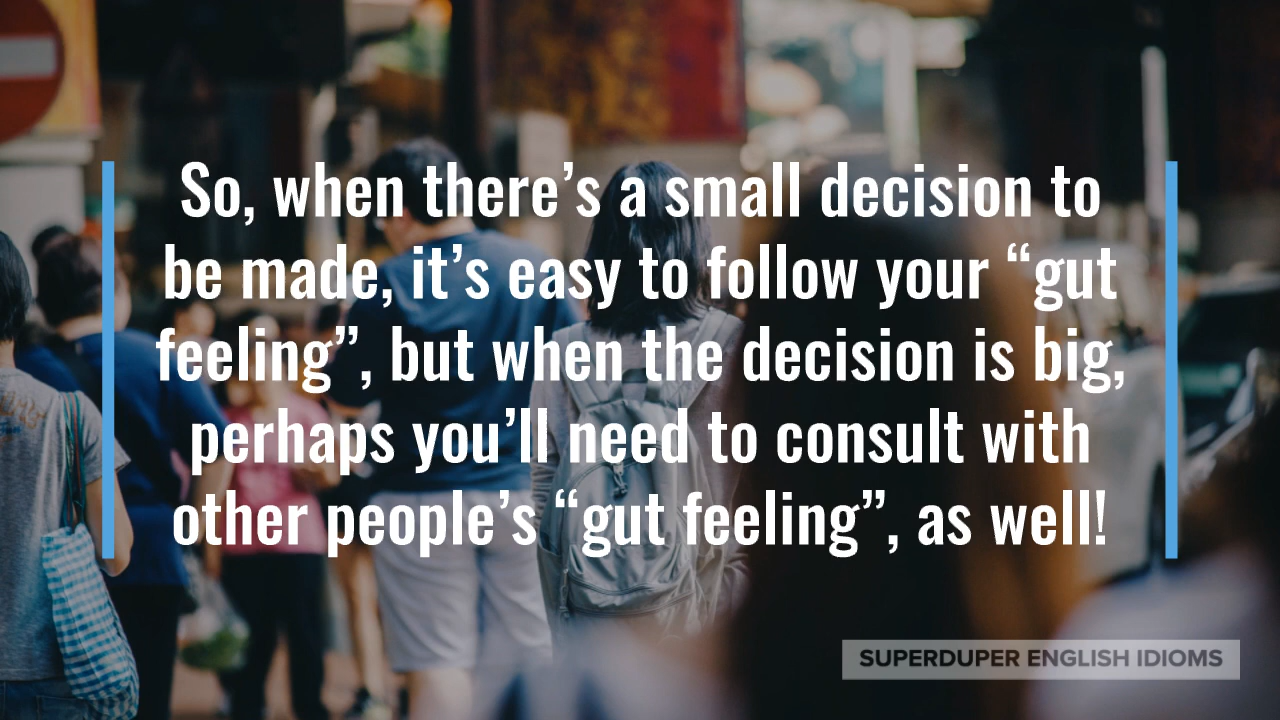 So, when there’s a small decision to
be made, it’s easy to follow your “gut
feeling”, but when the decision is big,
perhaps you’ll need to consult with
other people’s “gut feeling”, as well!
SUPERDUPER ENGLISH IDIOMS